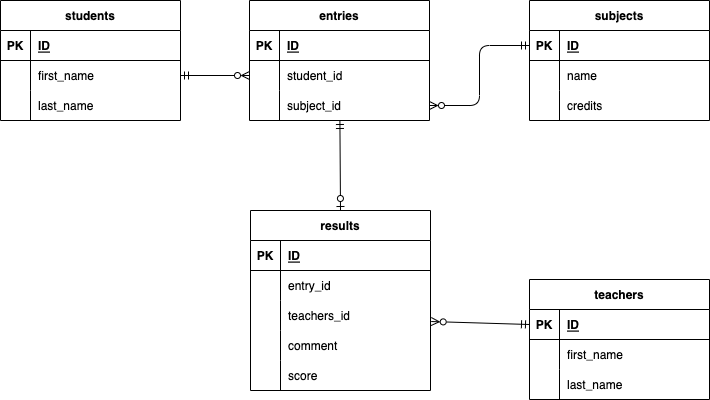 students
PK ID
first_name
last_name
entries
PK ID
student_id
subject_id
subjects
PK ID
name
credits
results
PK ID
entry_id
teachers_id
comment
score
teachers
PK ID
first_name
last_name